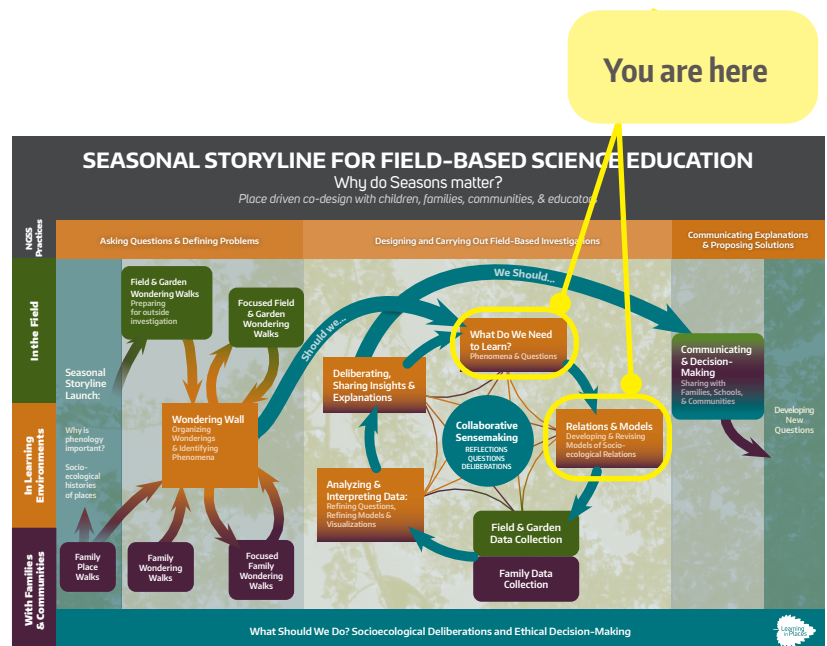 You are here
SEASONAL STORYLINE FOR FIELD-BASED SCIENCE EDUCATION
Why do Seasons matter?
Place driven co-design with children, families, communities, & educators
NGSS
Practices
Asking Questions & Defining Problems
Designing and Carrying Out Field-Based Investigations
Communicating Explanations
& Proposing Solutions
In the Field
In Learning
Environments
With Families
& Communities
Seasonal
Storyline
Launch:
Why is
phenology
important?
Socio-
ecological
histories
of places
Field & Garden
Wondering Walks
Preparing
for outside
investigation
Focused Field
& Garden
Wondering
Walks
Wondering Wall
Organizing
Wonderings
& Identifying
Phenomena
Family
Place
Walks
Family
Wondering
Walks
Focused
Family
Wondering
Walks
Should we...
We Should...
What Do We Need
to Learn?
Phenomena & Questions
Deliberating,
Sharing Insights &
Explanations
Collaborative
Sensemaking
REFLECTIONS
QUESTIONS
DELIBERATIONS
Relations & Models
Developing & Revising
Models of Socio-
ecological Relations
Analyzing &
Interpreting Data:
Refining Questions,
Refining Models &
Visualizations
Field & Garden
Data Collection
Family Data
Collection
Communicating
& Decision-
Making
Sharing with
Families, Schools,
& Communities
Developing
New
Questions
What Should We Do? Socioecological Deliberations and Ethical Decision-Making
Learning
in Places